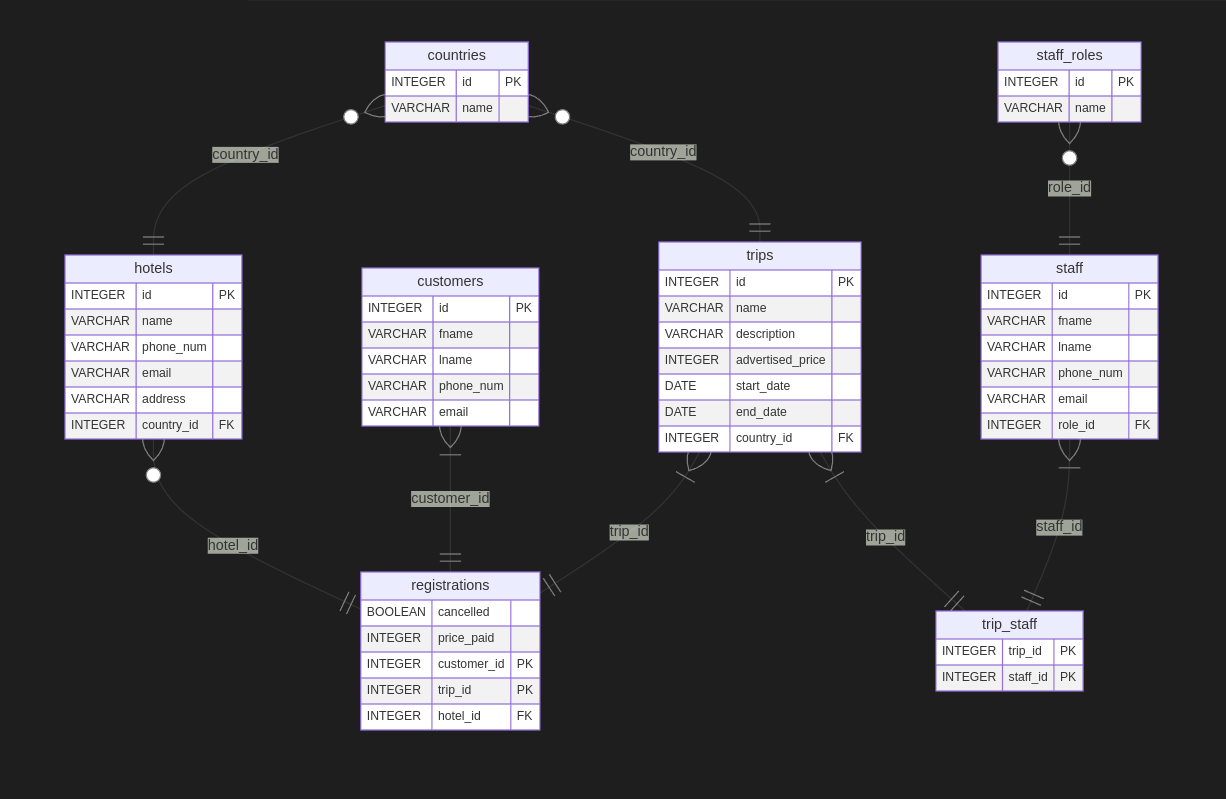 countries
INTEGER id PK
VARCHAR name
staff_roles
INTEGER id PK
VARCHAR name
country_id
country_id
role_id
hotels
INTEGER id PK
VARCHAR name
VARCHAR phone_num
VARCHAR email
VARCHAR address
INTEGER country_id FK
customers
INTEGER id PK
VARCHAR fname
VARCHAR lname
VARCHAR phone_num
VARCHAR email
trips
INTEGER id PK
VARCHAR name
VARCHAR description
INTEGER advertised_price
DATE start_date
DATE end_date
INTEGER country_id FK
staff
INTEGER id PK
VARCHAR fname
VARCHAR lname
VARCHAR phone_num
VARCHAR email
INTEGER role_id FK
hotel_id
customer_id
trip_id
trip_id
staff_id
registrations
BOOLEAN cancelled
INTEGER price_paid
INTEGER customer_id PK
INTEGER trip_id PK
INTEGER hotel_id FK
trip_staff
INTEGER trip_id PK
INTEGER staff_id PK